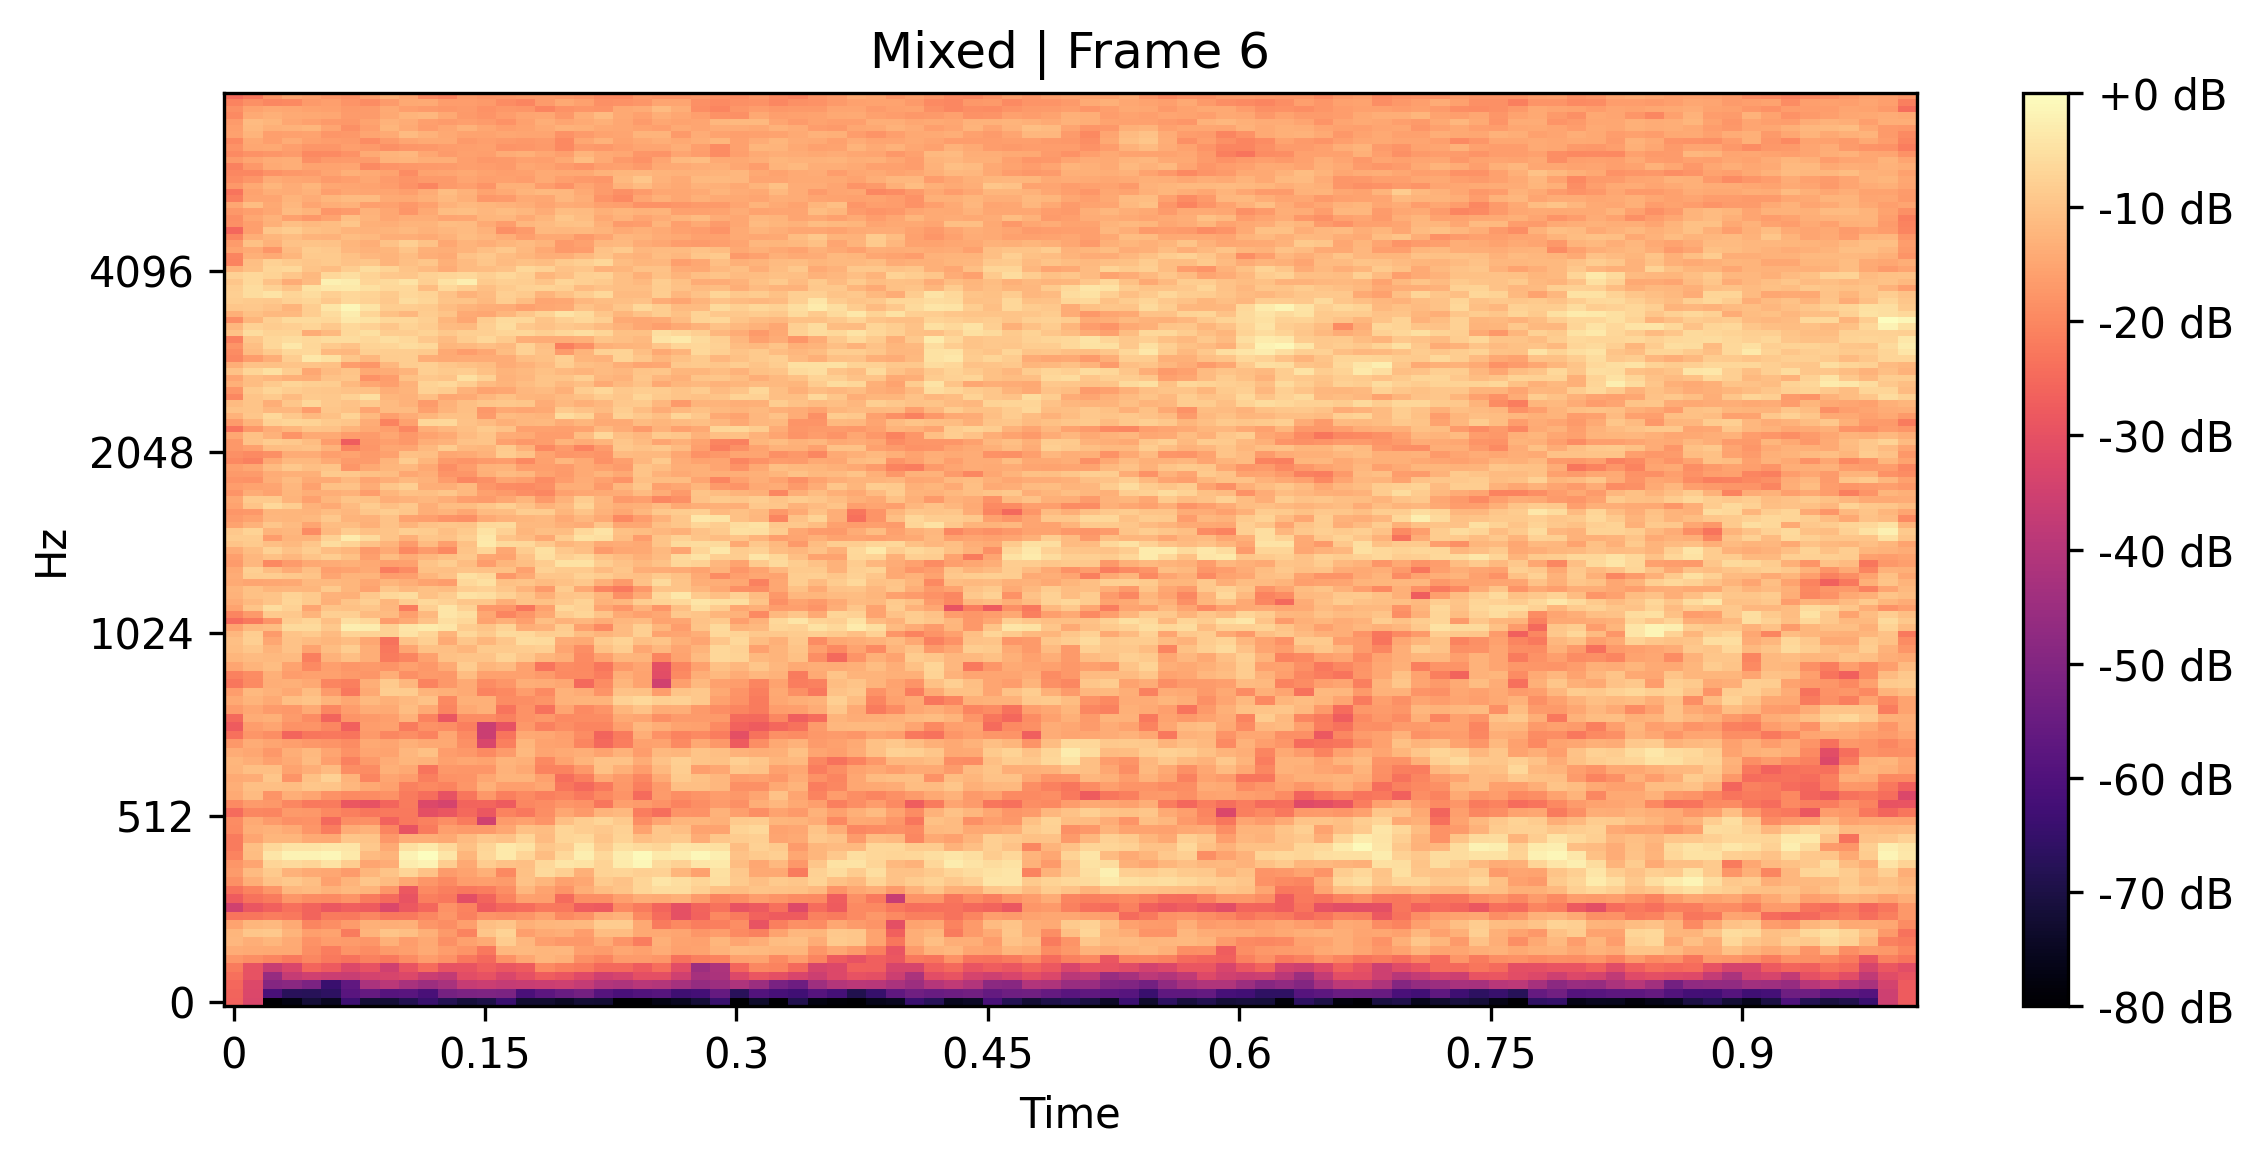 Mixed | Frame 6
+0 dB
-10 dB
-20 dB
-30 dB
-40 dB
-50 dB
-60 dB
-70 dB
-80 dB
4096
2048
1024
512
0
Hz
0 0.15 0.3 0.45 0.6 0.75 0.9
Time